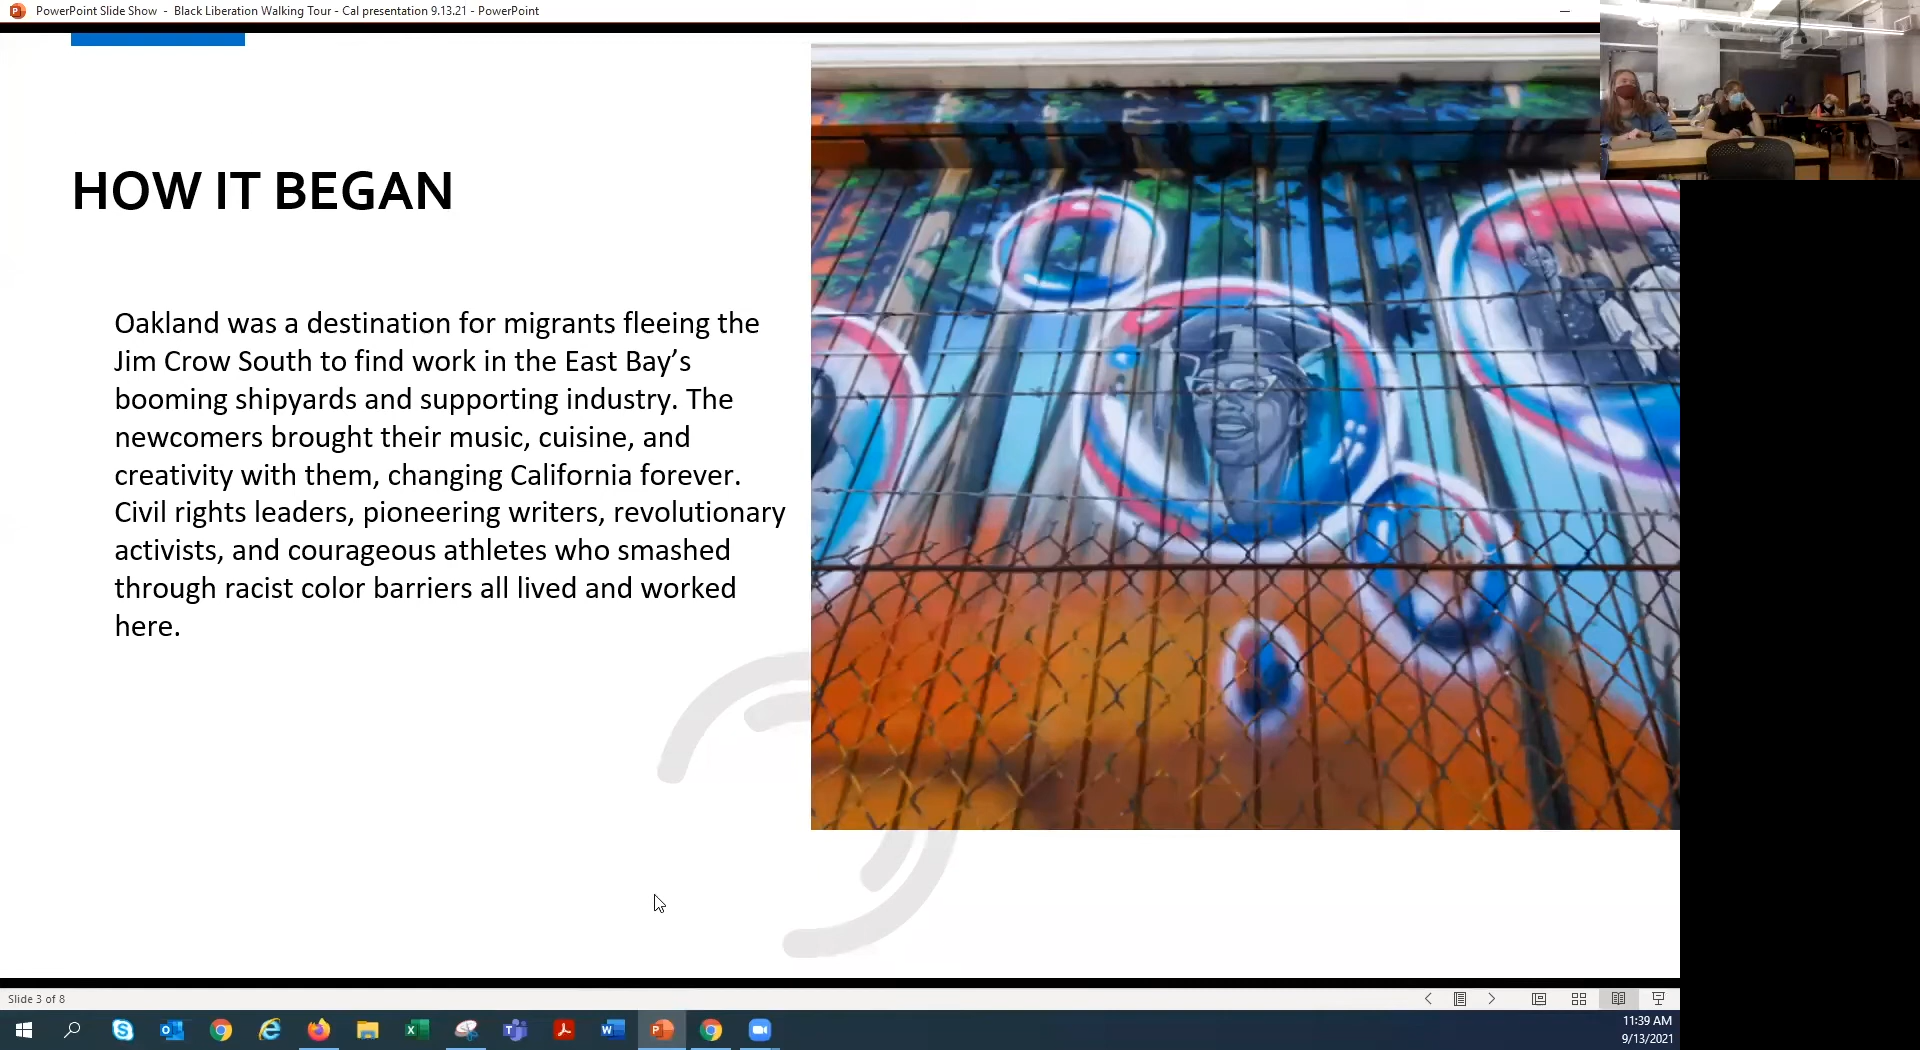 PowerPoint Slide Show - Black Liberation Walking Tour - Cal presentation 9.13.21 - PowerPoint
HOW IT BEGAN
Oakland was a destination for migrants fleeing the
Jim Crow South to find work in the East Bay’s
booming shipyards and supporting industry. The
newcomers brought their music, cuisine, and
creativity with them, changing California forever.
Civil rights leaders, pioneering writers, revolutionary
activists, and courageous athletes who smashed
through racist color barriers all lived and worked
here.
Slide 3 of 8
11:39 AM
9/13/2021